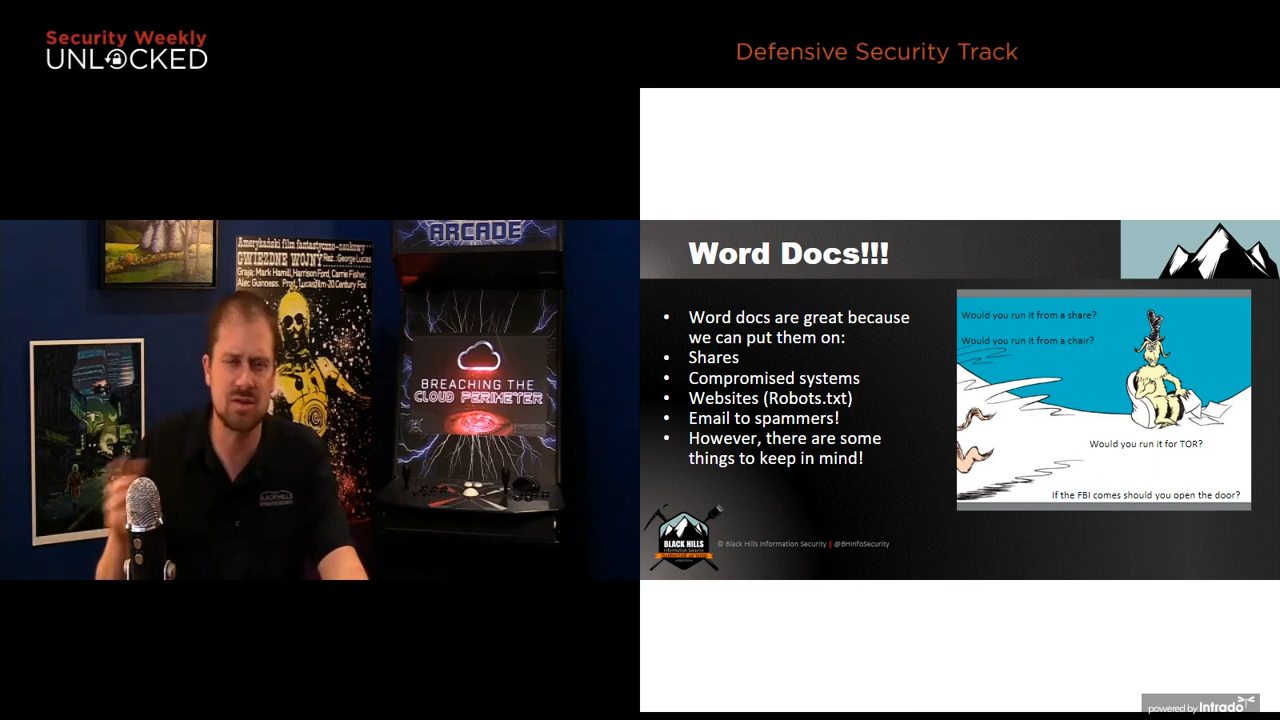 Security Weekly
UNLOCKED
Defensive Security Track
ARCADE
Amerykański film fantastyczno-naukowy
GWIEZDNE WOJNY Reż.:George Lucas
Graja: Mark Hamill, Harrison Ford, Carrie Fisher,
Alec Guinness. Prod. Lucasfilm-20 Century Fox
BREACHING THE
CLOUD PERIMETER
BLACK HILLS
Word Docs!!!
• Word docs are great because
we can put them on:
• Shares
• Compromised systems
• Websites (Robots.txt)
• Email to spammers!
• However, there are some
things to keep in mind!
Would you run it from a share?
Would you run it from a chair?
Would you run it for TOR?
If the FBI comes should you open the door?
BLACK HILLS
Information Security
© Black Hills Information Security | @BHInfoSecurity
powered by Intrado